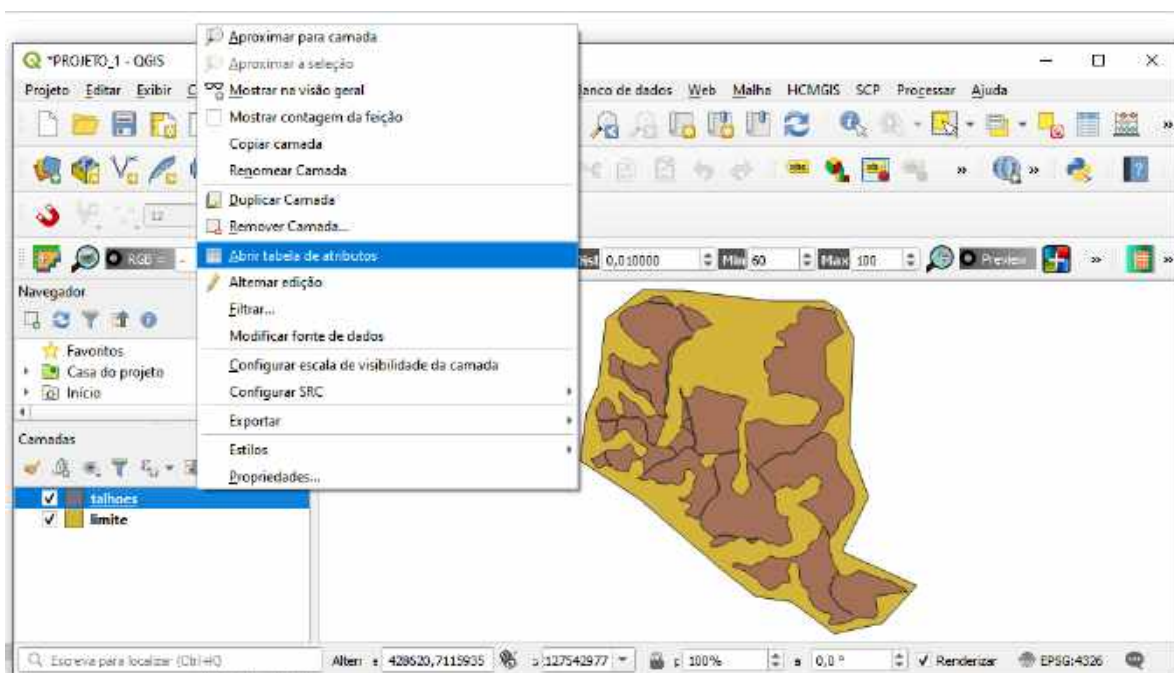 *PROJETO_1 - QGIS
Projeto Editar Exibir
anco de dados Web Malha HCMGIS SCP Processar Ajuda
Aproximar para camada
Aproximar à seleção
Mostrar na visão geral
Mostrar contagem da feição
Copiar camada
Renomear Camada
Duplicar Camada
Remover Camada...
Abrir tabela de atributos
Alternar edição
Filtrar...
Modificar fonte de dados
Configurar escala de visibilidade da camada
Configurar SRC
Exportar
Estilos
Propriedades...
12
RGB =
0,010000 Min 60 Max 100 Preview
Navegador
Favoritos
Casa do projeto
Início
Camadas
talhoes
limite
Escreva para localizar (Ctrl+K) 428620,7115935 127542977 100% 0,0 ° Renderizar EPSG:4326